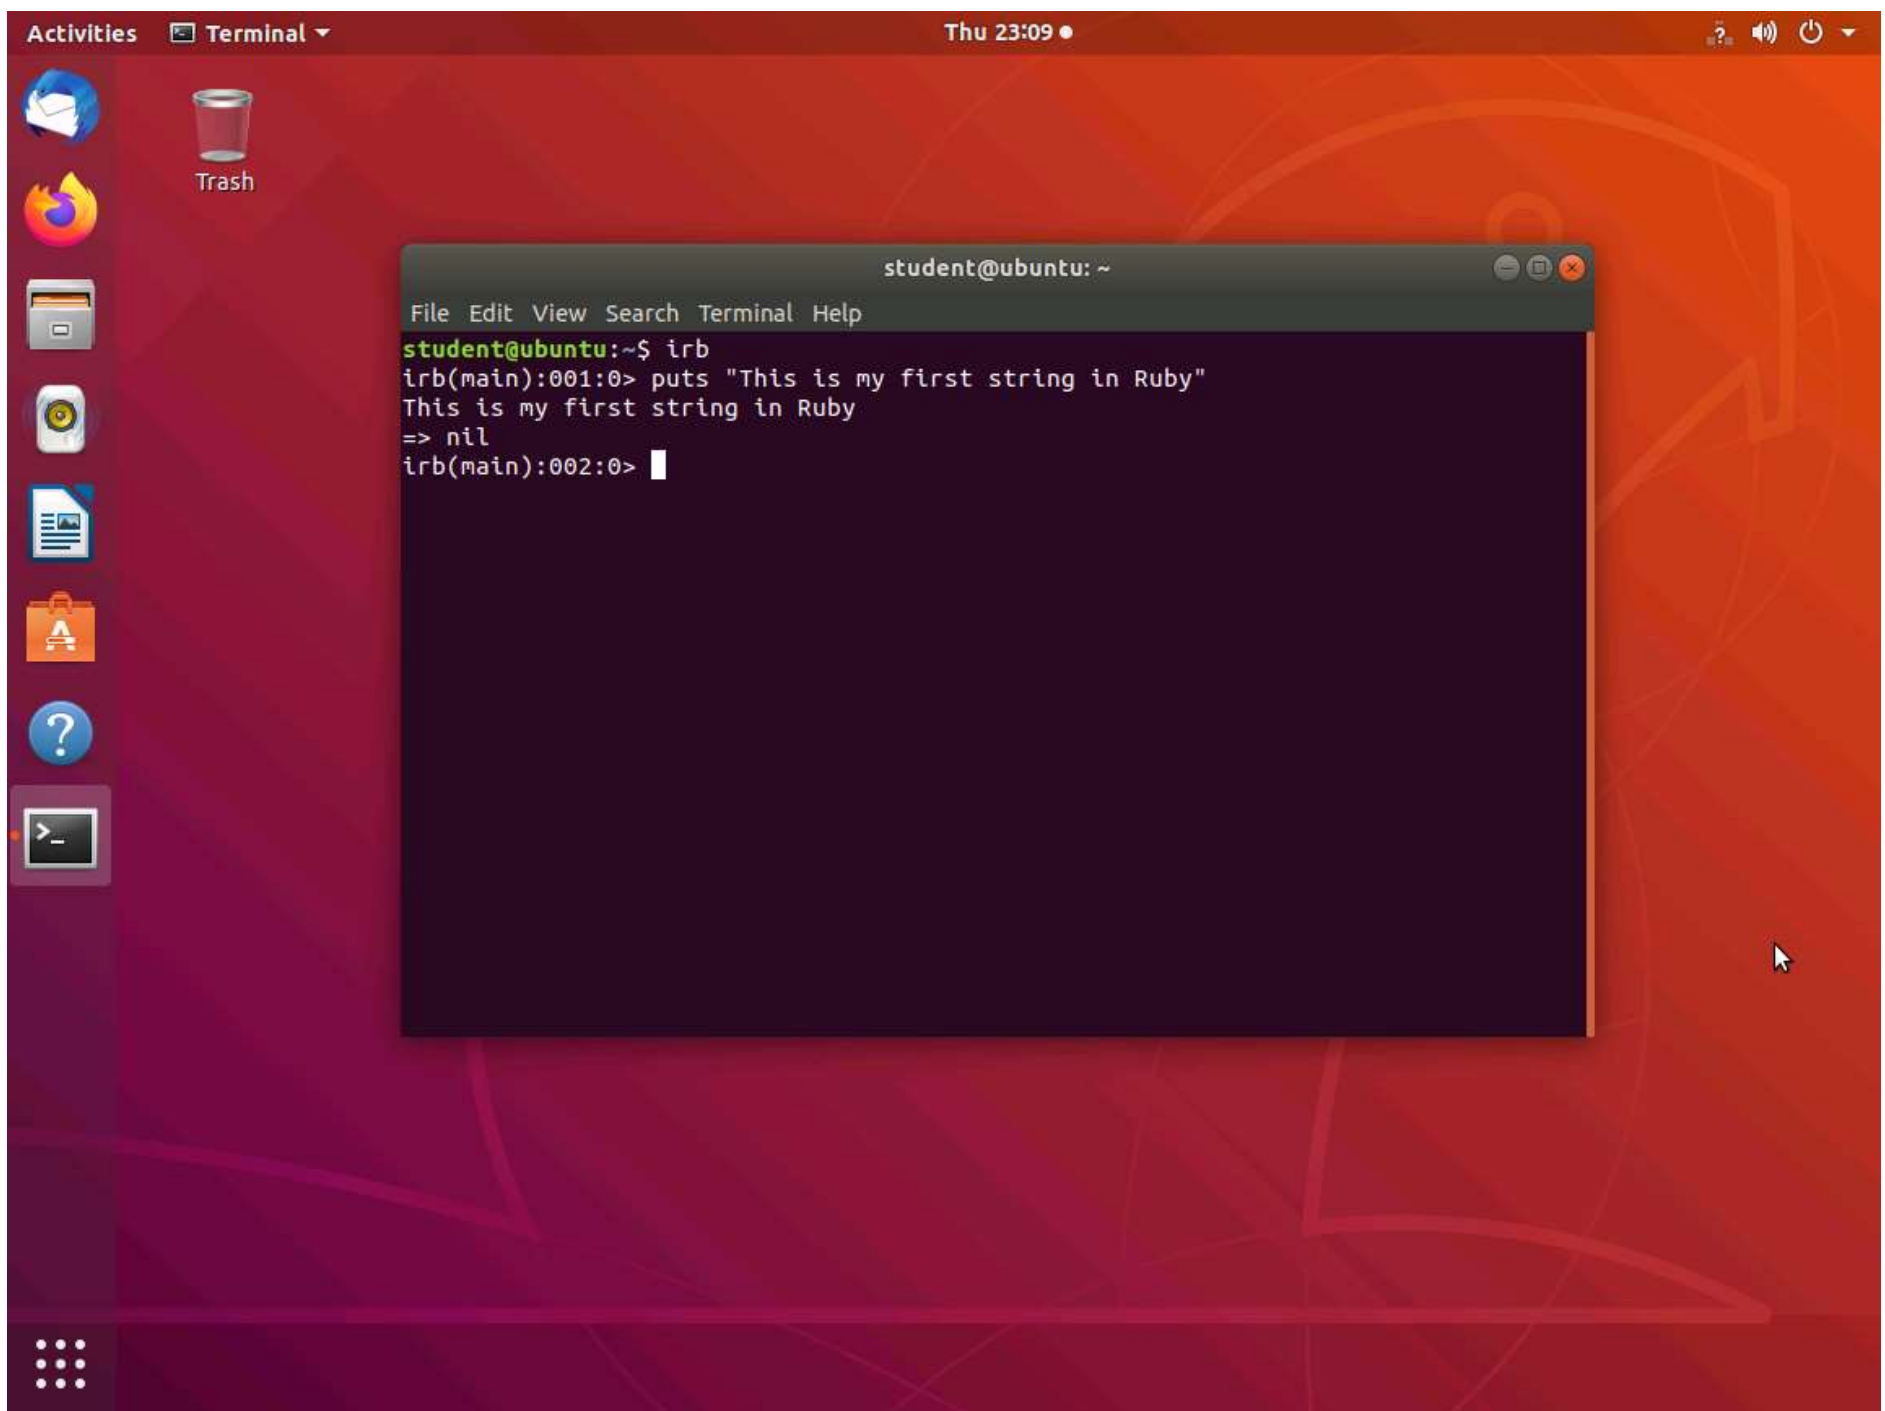 Activities Terminal Thu 23:09
Trash
student@ubuntu: ~
File Edit View Search Terminal Help
student@ubuntu:~$ irb
irb(main):001:0> puts "This is my first string in Ruby"
This is my first string in Ruby
=> nil
irb(main):002:0>